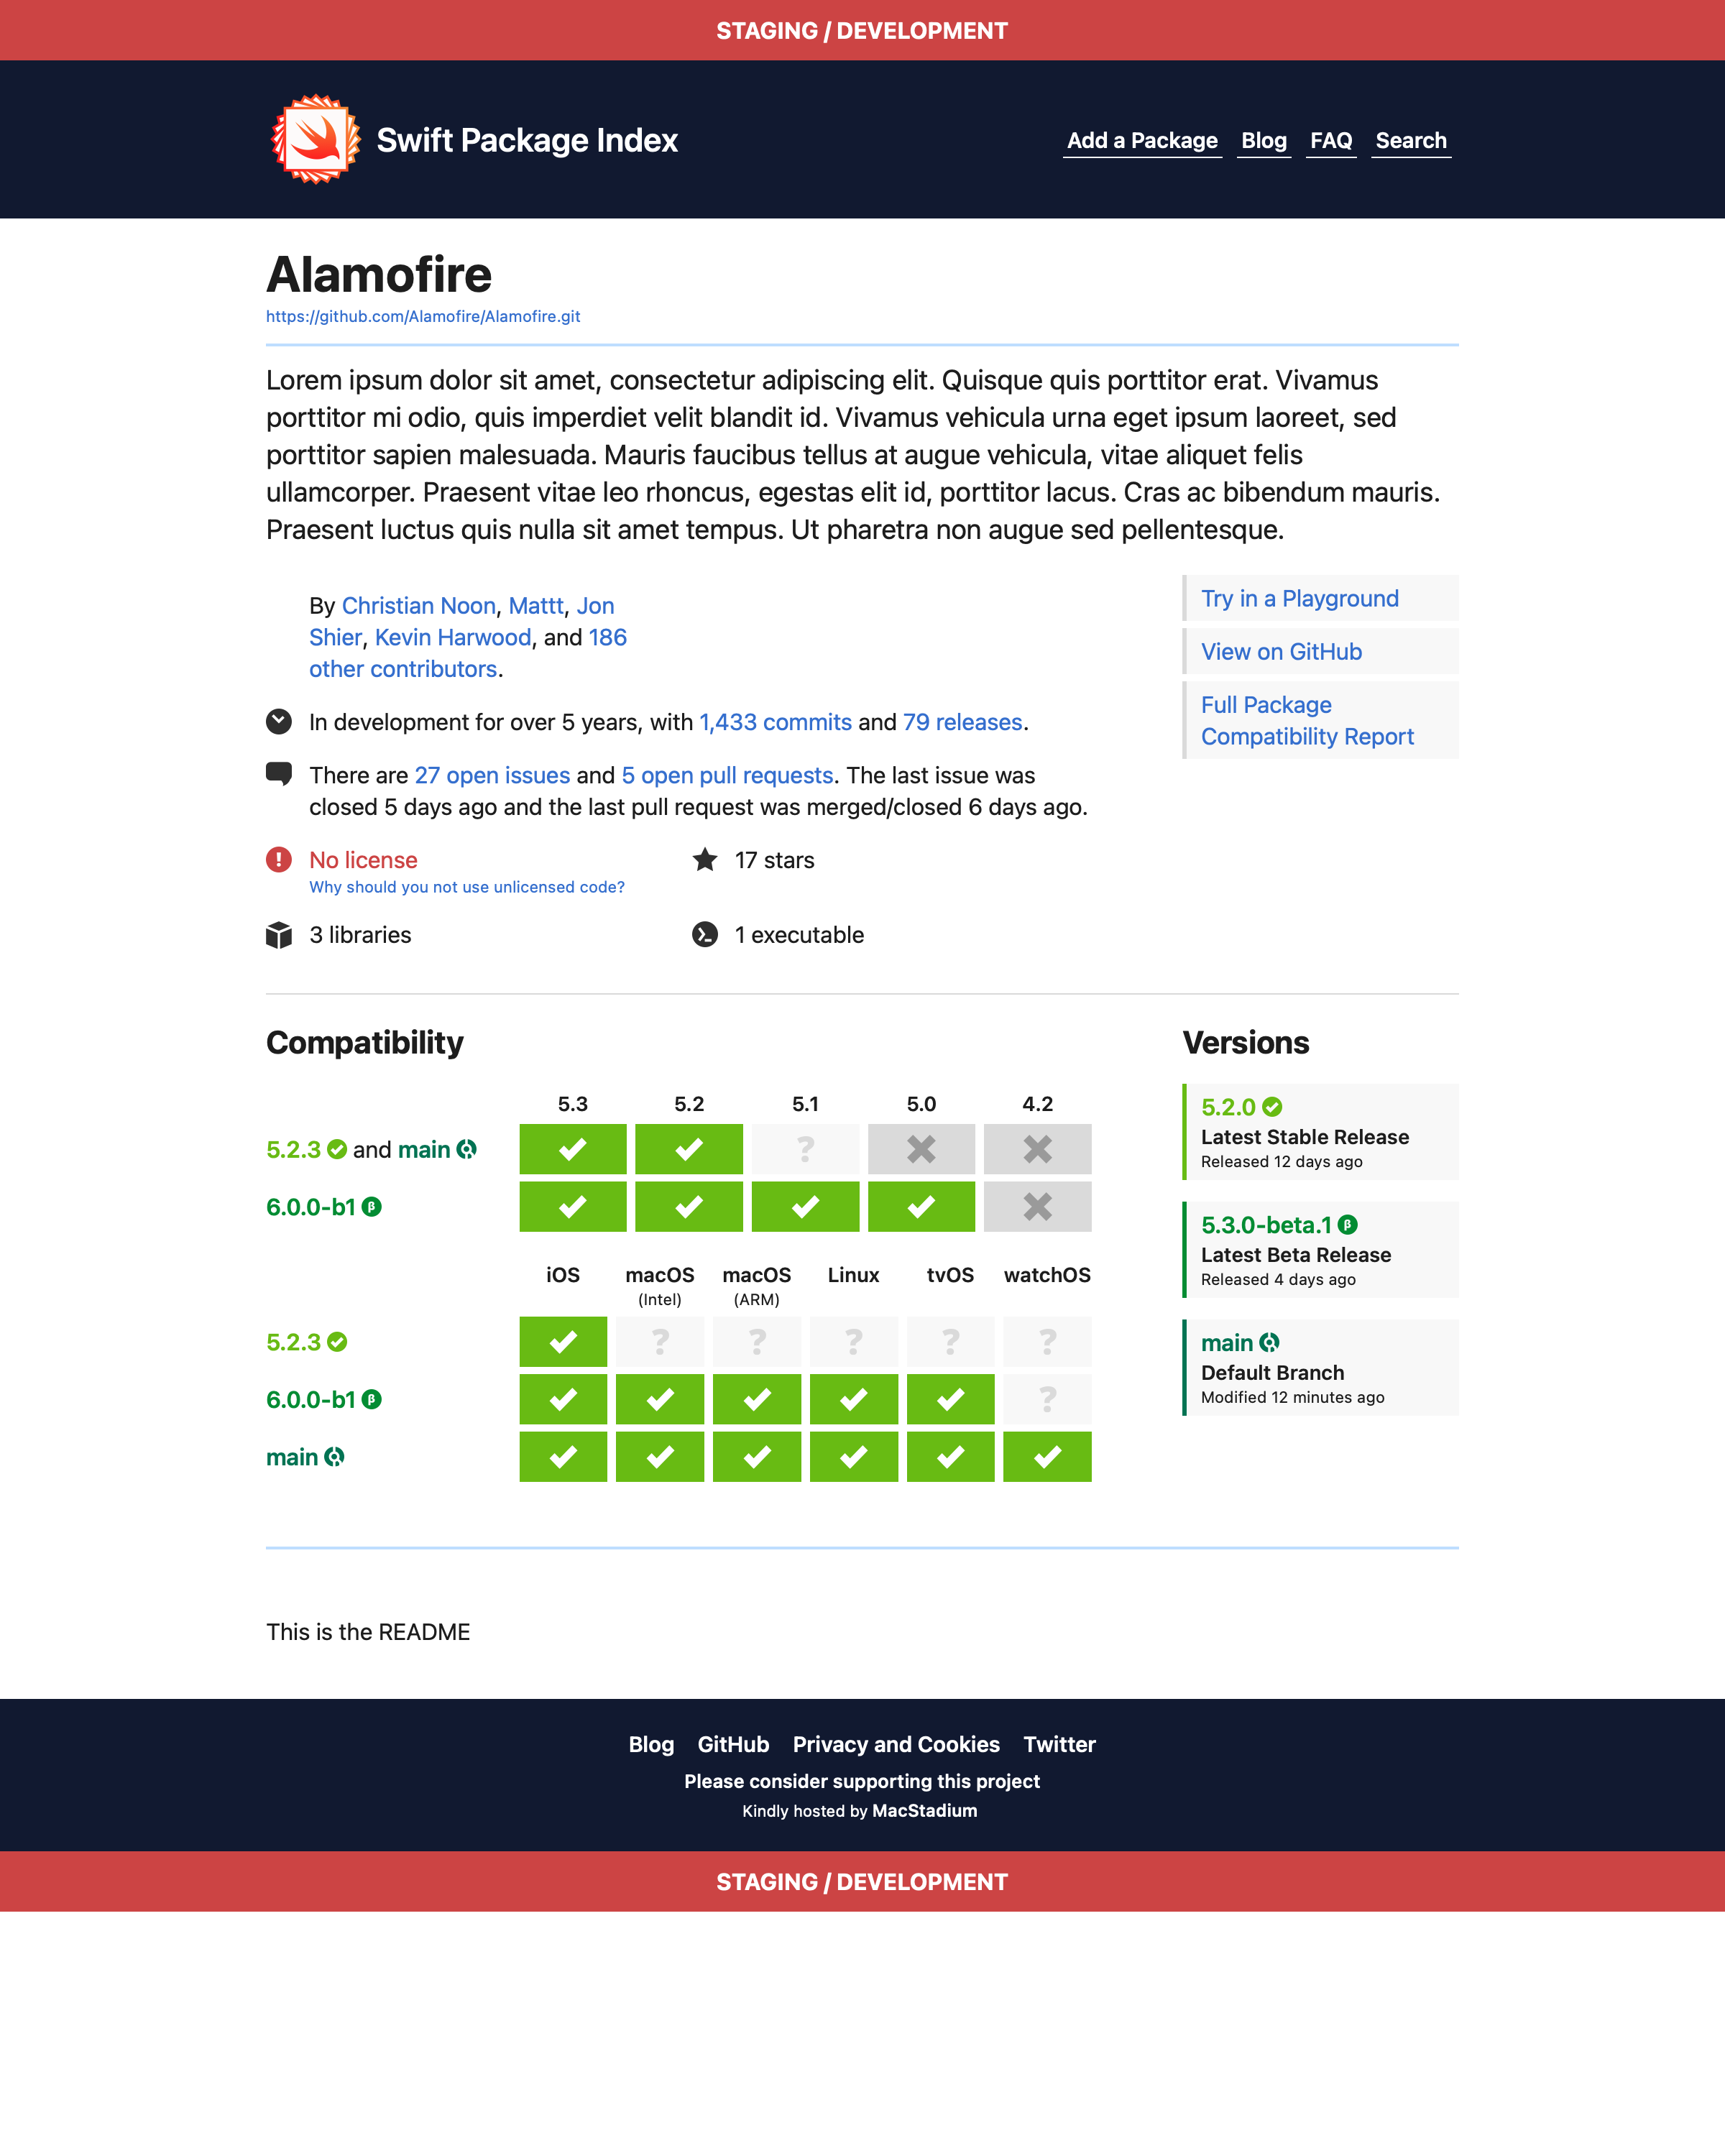 STAGING / DEVELOPMENT
Swift Package Index
Add a Package Blog FAQ Search
Alamofire
https://github.com/Alamofire/Alamofire.git
Lorem ipsum dolor sit amet, consectetur adipiscing elit. Quisque quis porttitor erat. Vivamus
porttitor mi odio, quis imperdiet velit blandit id. Vivamus vehicula urna eget ipsum laoreet, sed
porttitor sapien malesuada. Mauris faucibus tellus at augue vehicula, vitae aliquet felis
ullamcorper. Praesent vitae leo rhoncus, egestas elit id, porttitor lacus. Cras ac bibendum mauris.
Praesent luctus quis nulla sit amet tempus. Ut pharetra non augue sed pellentesque.
By Christian Noon, Mattt, Jon
Shier, Kevin Harwood, and 186
other contributors.
In development for over 5 years, with 1,433 commits and 79 releases.
There are 27 open issues and 5 open pull requests. The last issue was
closed 5 days ago and the last pull request was merged/closed 6 days ago.
No license
Why should you not use unlicensed code?
17 stars
3 libraries
1 executable
Try in a Playground
View on GitHub
Full Package
Compatibility Report
Compatibility
5.3 5.2 5.1 5.0 4.2
5.2.3 and main ?
6.0.0-b1 β
iOS macOS macOS Linux tvOS watchOS
(Intel) (ARM)
5.2.3 ? ? ? ? ?
6.0.0-b1 β ?
main
Versions
5.2.0
Latest Stable Release
Released 12 days ago
5.3.0-beta.1 β
Latest Beta Release
Released 4 days ago
main
Default Branch
Modified 12 minutes ago
This is the README
Blog GitHub Privacy and Cookies Twitter
Please consider supporting this project
Kindly hosted by MacStadium
STAGING / DEVELOPMENT